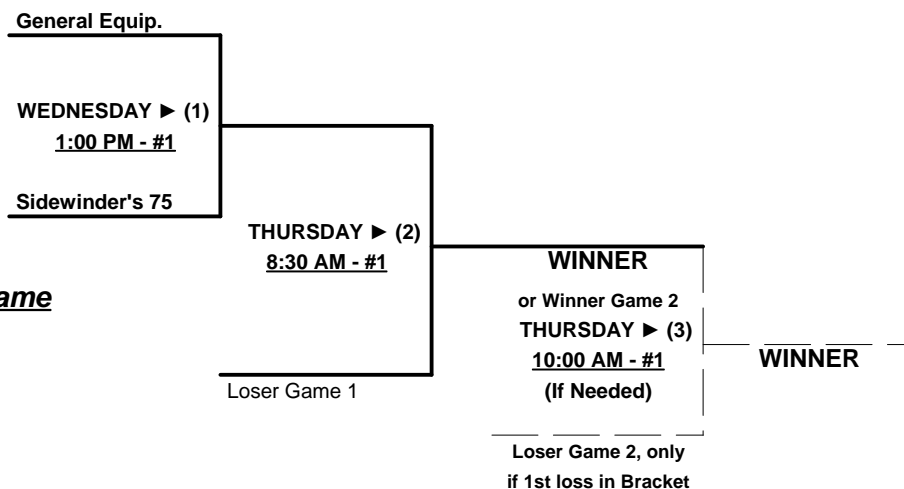 General Equip.
WEDNESDAY ► (1)
1:00 PM - #1
Sidewinder's 75
THURSDAY ► (2)
8:30 AM - #1
ame
Loser Game 1
WINNER
or Winner Game 2
THURSDAY ► (3)
10:00 AM - #1
(If Needed)
WINNER
Loser Game 2, only
if 1st loss in Bracket